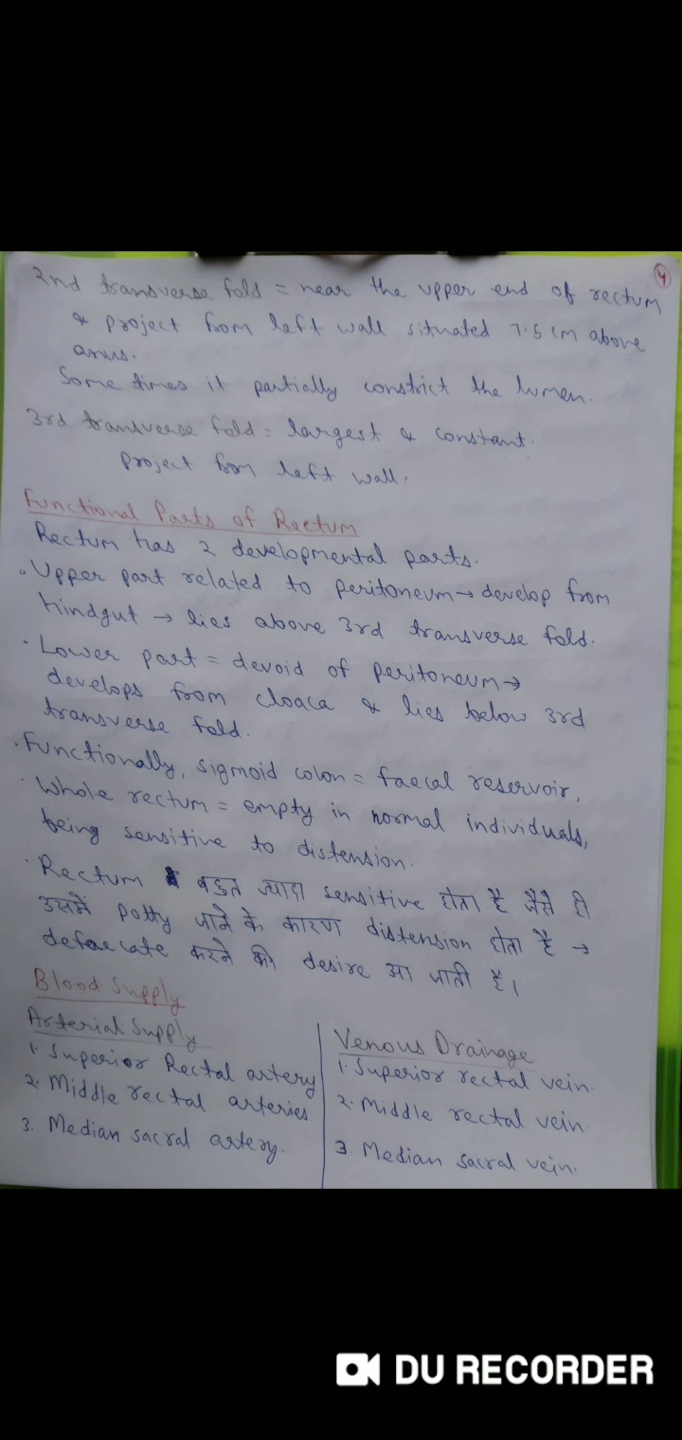 4
2nd transverse fold = near the upper end of rectum
& project from left wall situated 7.5 cm above
anus.
Some times it partially constrict the lumen.
3rd transverse fold = largest & constant.
Project from left wall.
Functional Parts of Rectum
Rectum has 2 developmental parts.
• Upper part related to peritoneum → develop from
hindgut → lies above 3rd transverse fold.
• Lower part = devoid of peritoneum →
develops from cloaca & lies below 3rd
transverse fold.
• Functionally, sigmoid colon = faecal reservoir.
• Whole rectum = empty in normal individuals,
being sensitive to distension.
• Rectum बहुत ज्यादा sensitive होता है जैसे ही
उसमें potty जाने के कारण distension होता है →
defaecate करने की desire आ जाती है।
Blood Supply
Arterial Supply
1. Superior Rectal artery
2. Middle rectal arteries
3. Median sacral artery.
Venous Drainage
1. Superior rectal vein.
2. Middle rectal vein.
3. Median sacral vein.
DU RECORDER